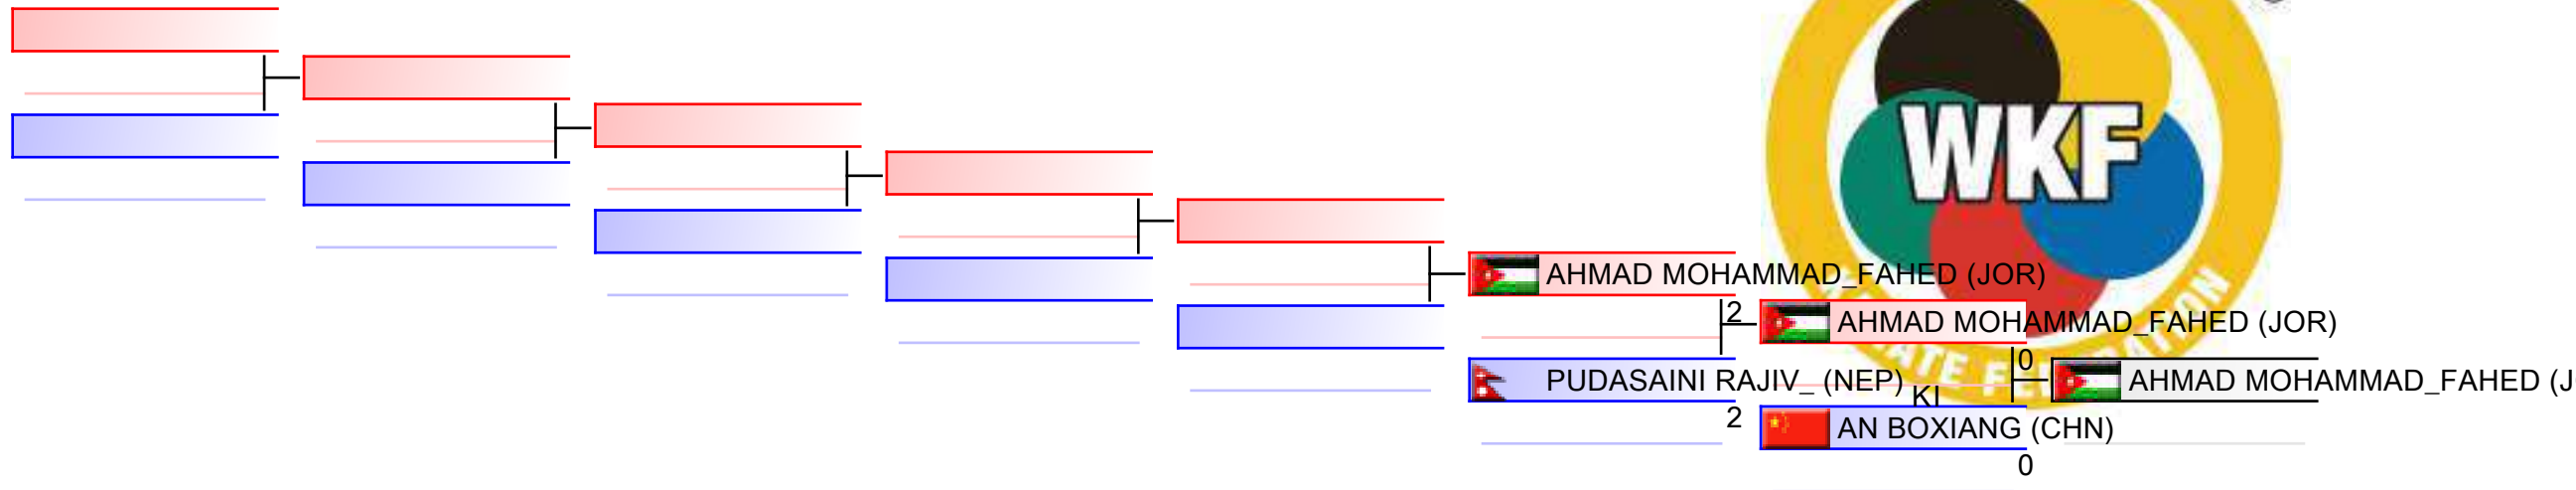 WKF
AHMAD MOHAMMAD_FAHED (JOR)
2
AHMAD MOHAMMAD_FAHED (JOR)
0
PUDASAINI RAJIV_ (NEP)
KI
AHMAD MOHAMMAD_FAHED (J
2
AN BOXIANG (CHN)
0